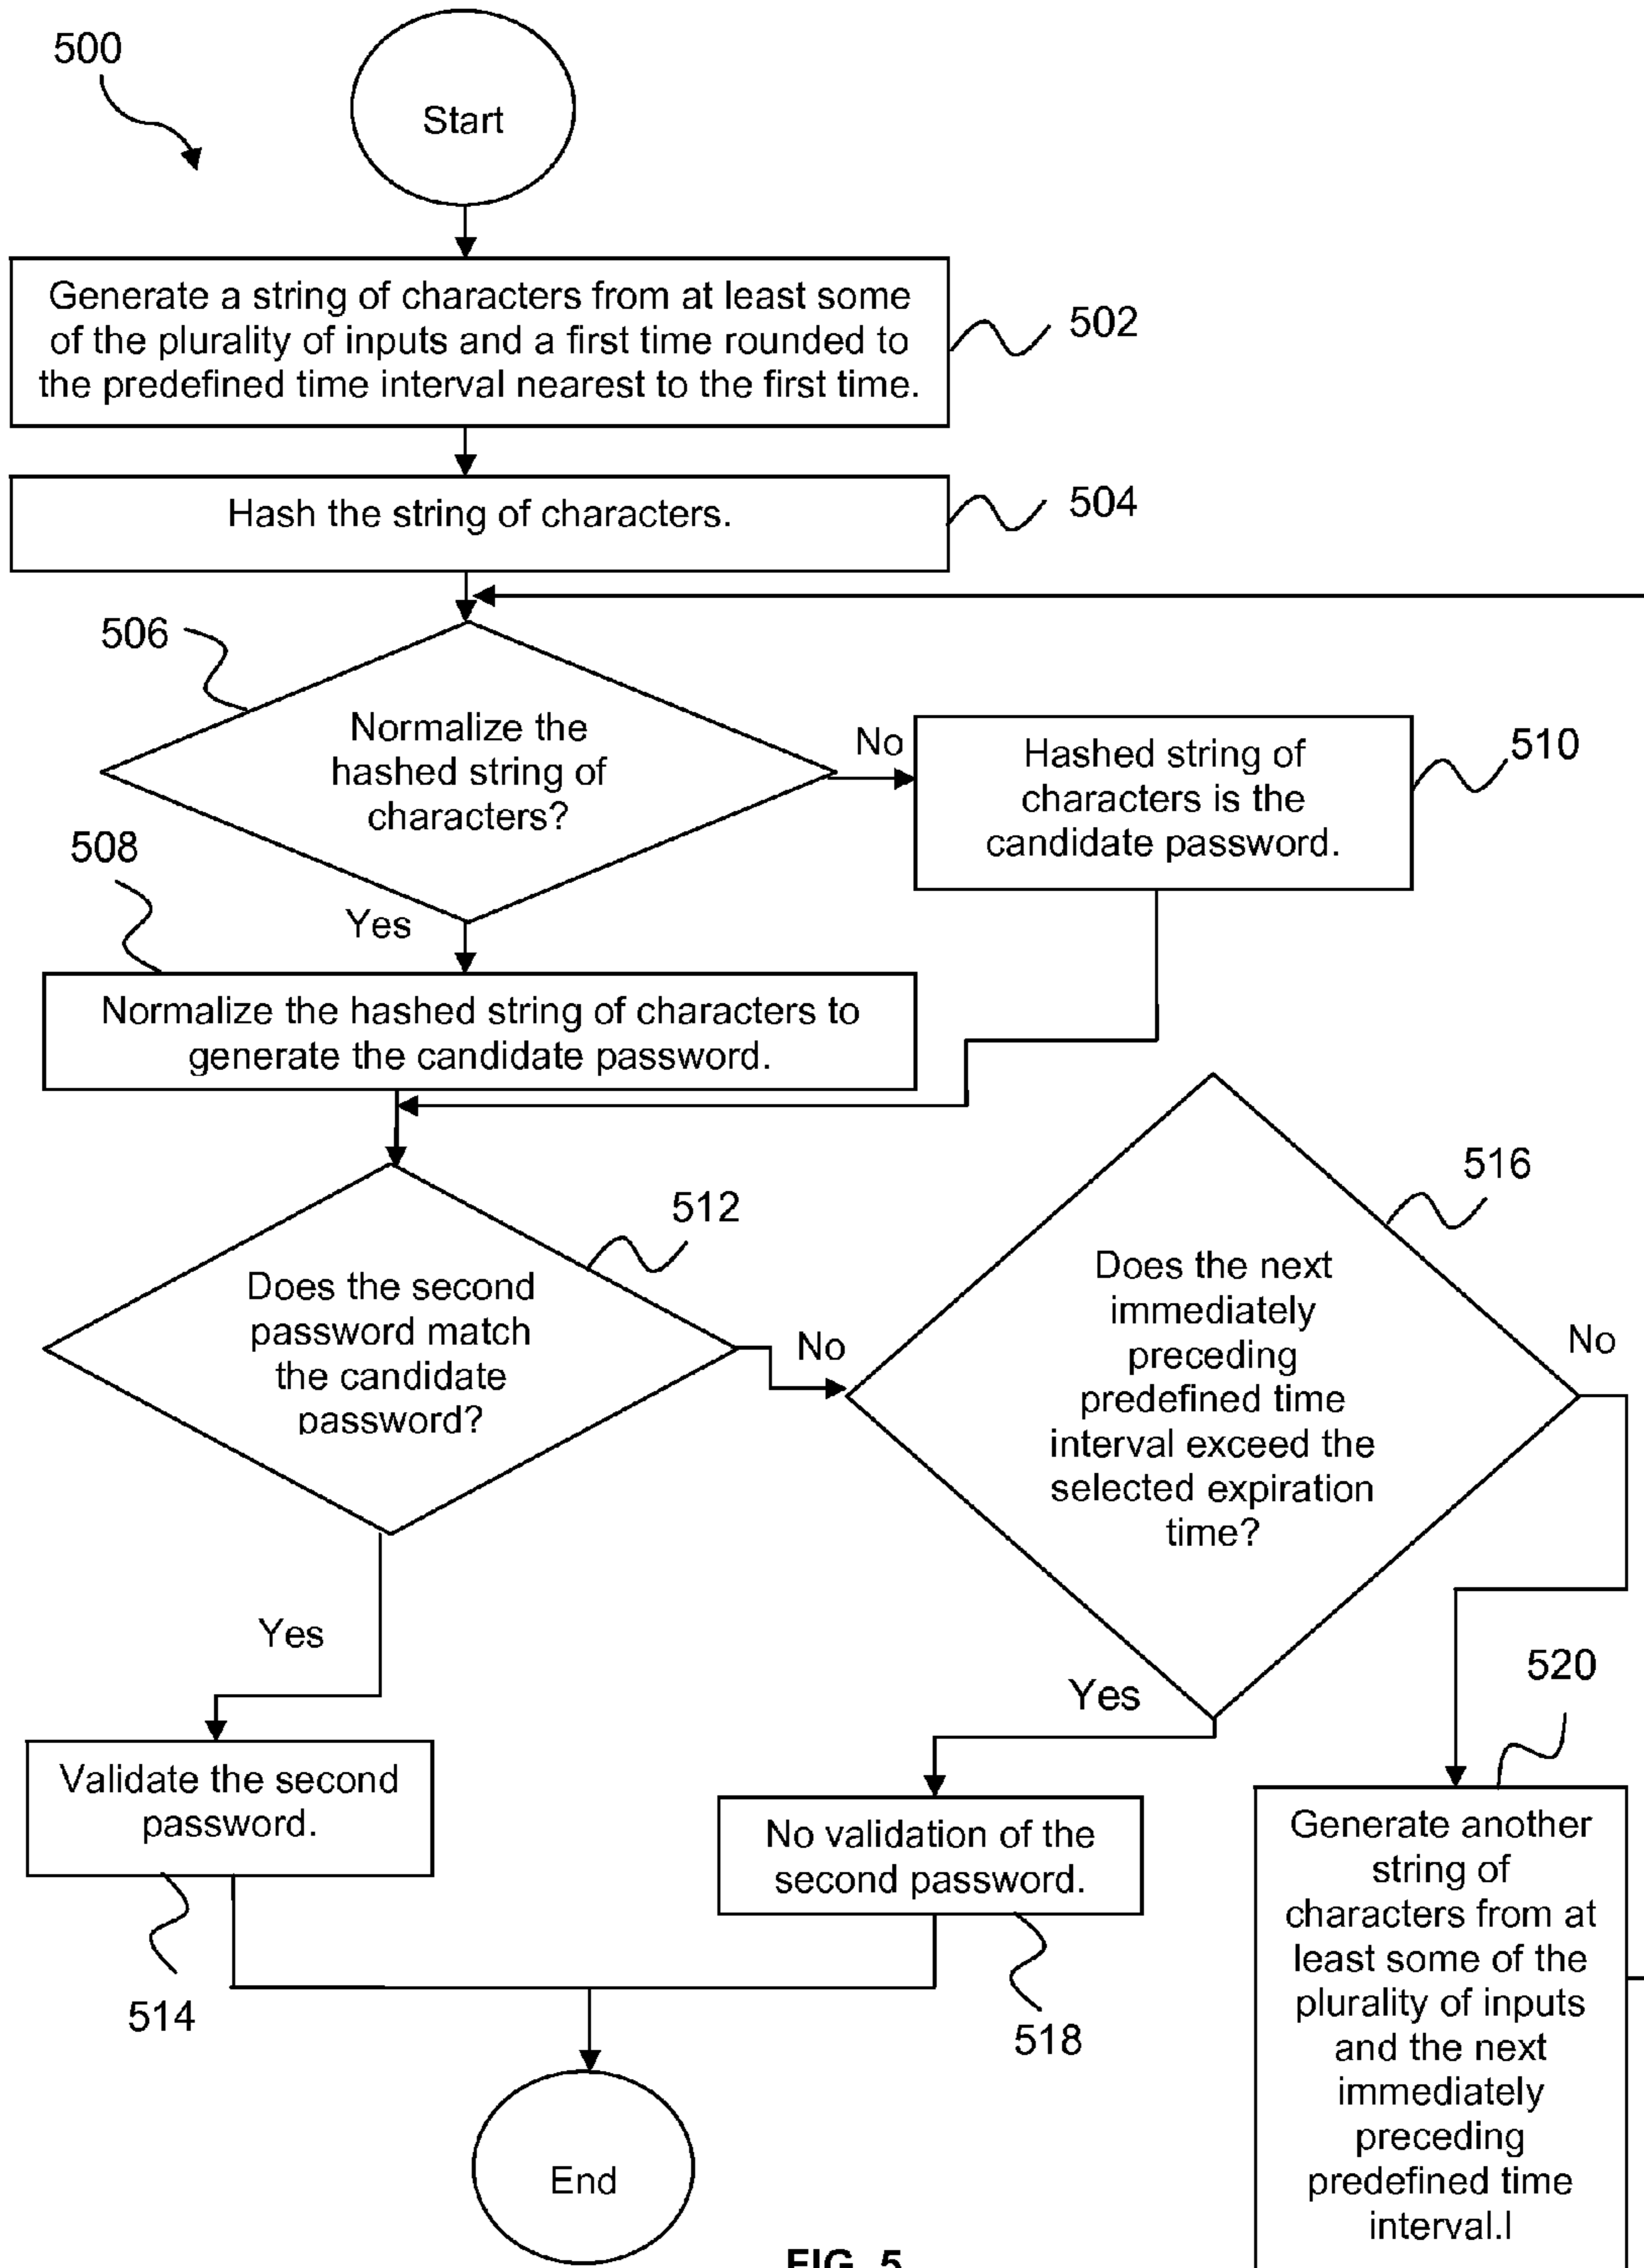 500
Start
Generate a string of characters from at least some
of the plurality of inputs and a first time rounded to
the predefined time interval nearest to the first time.
502
Hash the string of characters.
504
506
Normalize the
hashed string of
characters?
No
Hashed string of
characters is the
candidate password.
510
508
Yes
Normalize the hashed string of characters to
generate the candidate password.
512
Does the second
password match
the candidate
password?
No
516
Does the next
immediately
preceding
predefined time
interval exceed the
selected expiration
time?
No
Yes
Yes
520
Validate the second
password.
514
No validation of the
second password.
518
Generate another
string of
characters from at
least some of the
plurality of inputs
and the next
immediately
preceding
predefined time
interval.l
End
FIG. 5